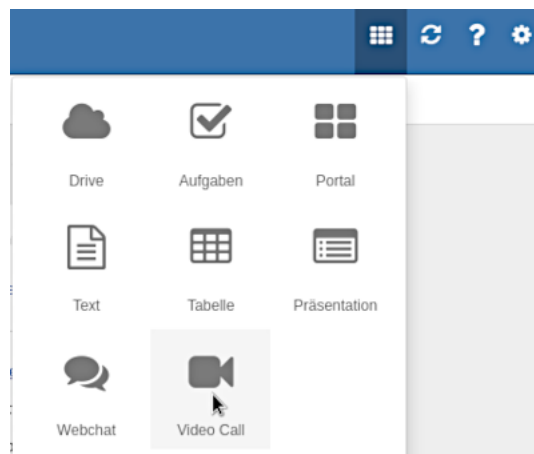 Drive Aufgaben Portal
Text Tabelle Präsentation
Webchat Video Call